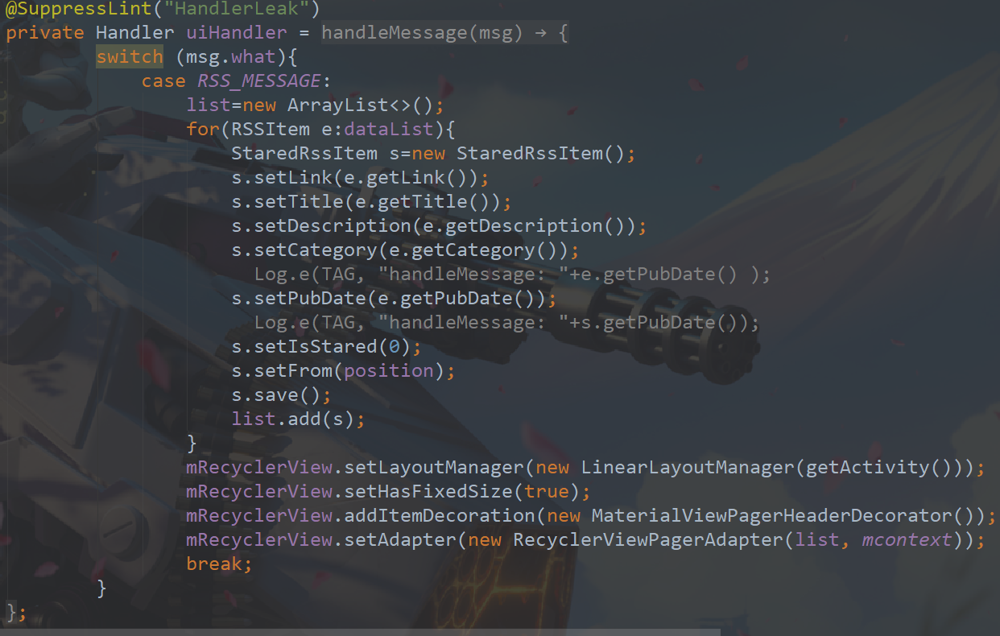 @SuppressLint("HandlerLeak")
private Handler uiHandler = handleMessage(msg) → {
switch (msg.what){
case RSS_MESSAGE:
list=new ArrayList<>();
for(RSSItem e:dataList){
StaredRssItem s=new StaredRssItem();
s.setLink(e.getLink());
s.setTitle(e.getTitle());
s.setDescription(e.getDescription());
s.setCategory(e.getCategory());
Log.e(TAG, "handleMessage: "+e.getPubDate() );
s.setPubDate(e.getPubDate());
Log.e(TAG, "handleMessage: "+s.getPubDate());
s.setIsStared(0);
s.setFrom(position);
s.save();
list.add(s);
}
mRecyclerView.setLayoutManager(new LinearLayoutManager(getActivity()));
mRecyclerView.setHasFixedSize(true);
mRecyclerView.addItemDecoration(new MaterialViewPagerHeaderDecorator());
mRecyclerView.setAdapter(new RecyclerViewPagerAdapter(list, mcontext));
break;
}
};